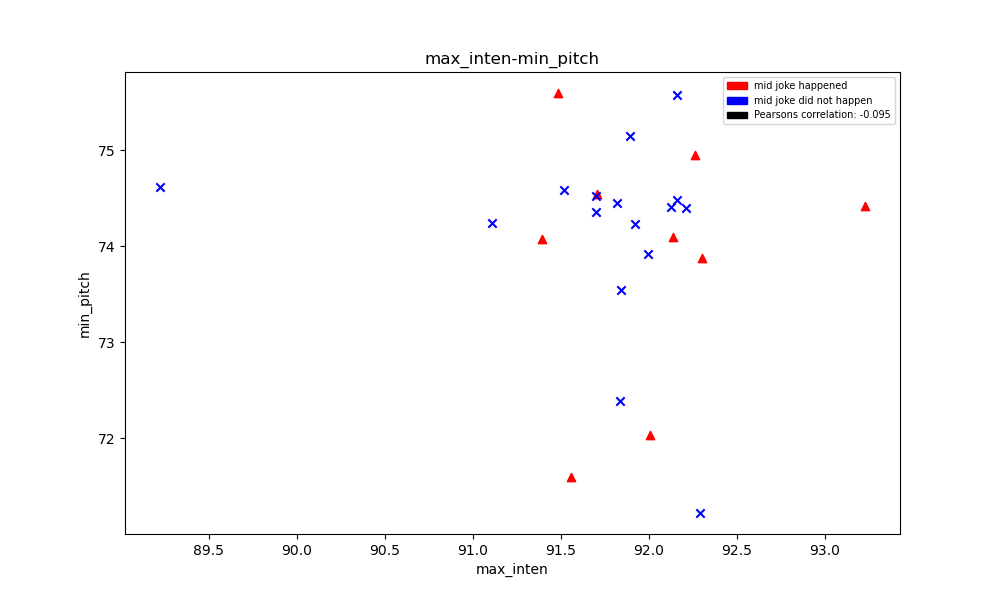 max_inten-min_pitch
mid joke happened
mid joke did not happen
Pearsons correlation: -0.095
75
74
73
72
min_pitch
89.5 90.0 90.5 91.0 91.5 92.0 92.5 93.0
max_inten